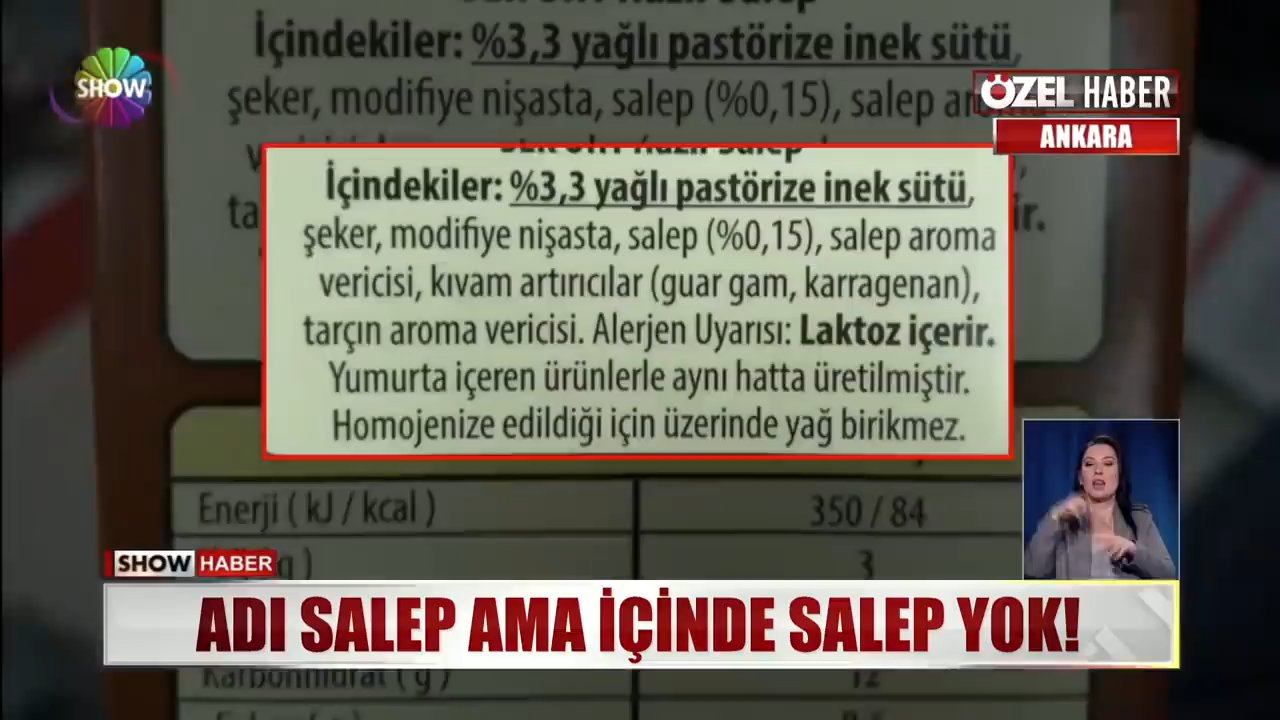 İçindekiler: %3,3 yağlı pastörize inek sütü,
şeker, modifiye nişasta, salep (%0,15), salep
SHOW
ÖZEL HABER
ANKARA
İçindekiler: %3,3 yağlı pastörize inek sütü,
şeker, modifiye nişasta, salep (%0,15), salep aroma
vericisi, kıvam artırıcılar (guar gam, karragenan),
tarçın aroma vericisi. Alerjen Uyarısı: Laktoz içerir.
Yumurta içeren ürünlerle aynı hatta üretilmiştir.
Homojenize edildiği için üzerinde yağ birikmez.
Enerji ( kJ / kcal ) 350 / 84
3
SHOW HABER
ADI SALEP AMA İÇİNDE SALEP YOK!
Karbonhidrat ( g ) 12